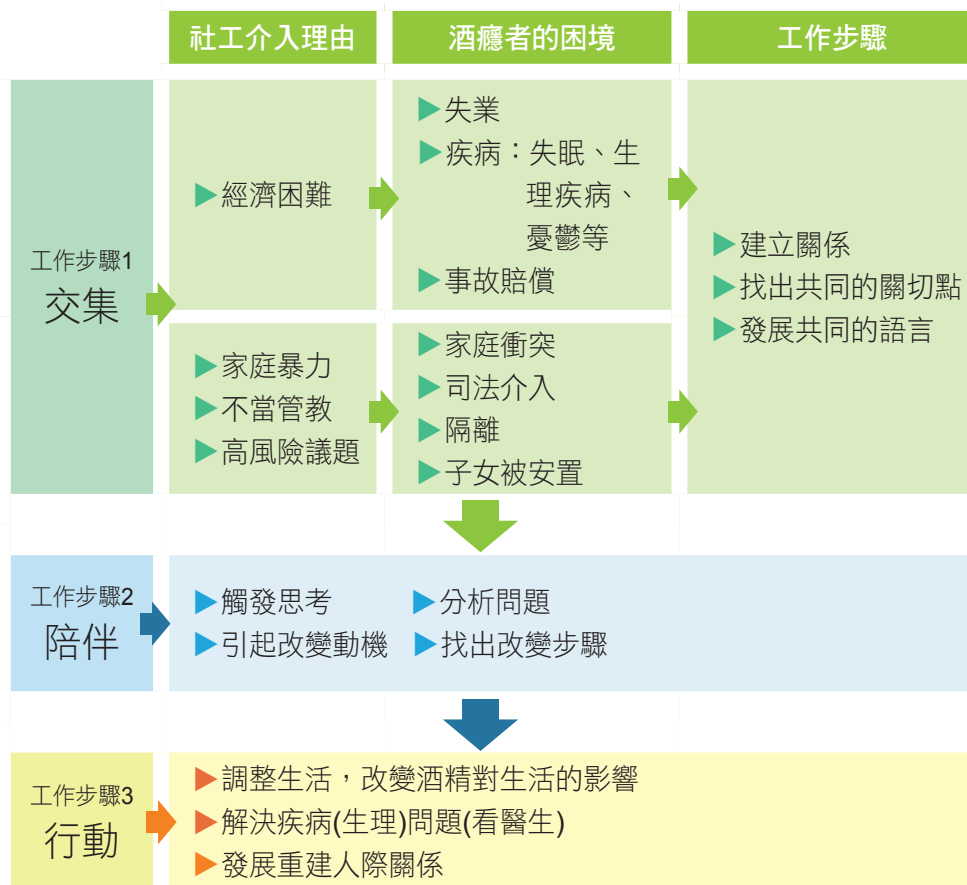 社工介入理由
酒癮者的困境
工作步驟
工作步驟1
交集
▶經濟困難
▶失業
▶疾病：失眠、生
理疾病、
憂鬱等
▶事故賠償
▶家庭暴力
▶不當管教
▶高風險議題
▶家庭衝突
▶司法介入
▶隔離
▶子女被安置
▶建立關係
▶找出共同的關切點
▶發展共同的語言
工作步驟2
陪伴
▶觸發思考
▶分析問題
▶引起改變動機
▶找出改變步驟
工作步驟3
行動
▶調整生活，改變酒精對生活的影響
▶解決疾病(生理)問題(看醫生)
▶發展重建人際關係